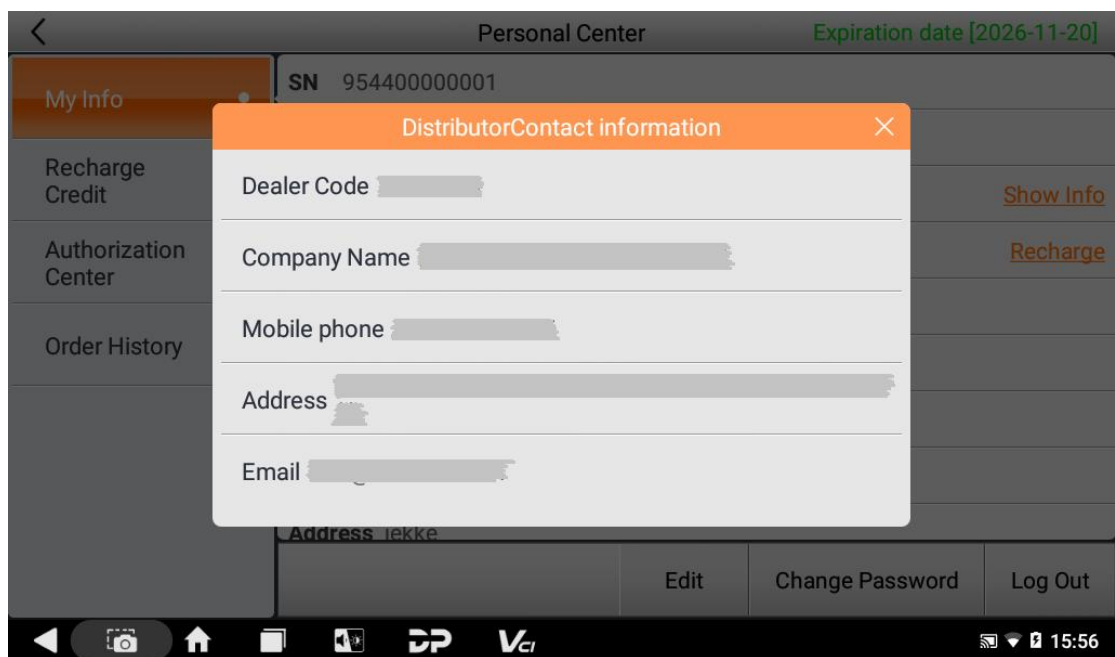 Personal Center
Expiration date [2026-11-20]
My Info
SN 954400000001
DistributorContact information
Recharge
Credit
Dealer Code
Show Info
Authorization
Center
Company Name
Recharge
Mobile phone
Order History
Address
Email
Address
Edit
Change Password
Log Out
DP
VCI
15:56